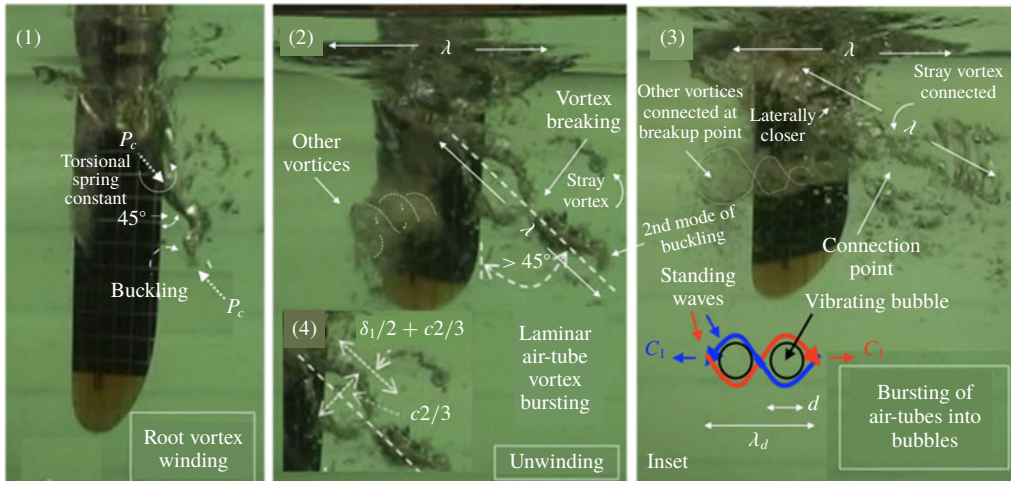 (1)
P_c
Torsional
spring
constant
45°
Buckling
P_c
Root vortex
winding
(2)
λ
Vortex
breaking
Other
vortices
Stray
vortex
λ
2nd mode of
buckling
> 45°
(4)
δ₁/2 + c2/3
c2/3
Laminar
air-tube
vortex
bursting
Unwinding
(3)
λ
Stray vortex
connected
Other vortices
connected at
breakup point
Laterally
closer
λ
Connection
point
Standing
waves
Vibrating bubble
C₁
C₁
d
λ_d
Inset
Bursting of
air-tubes into
bubbles